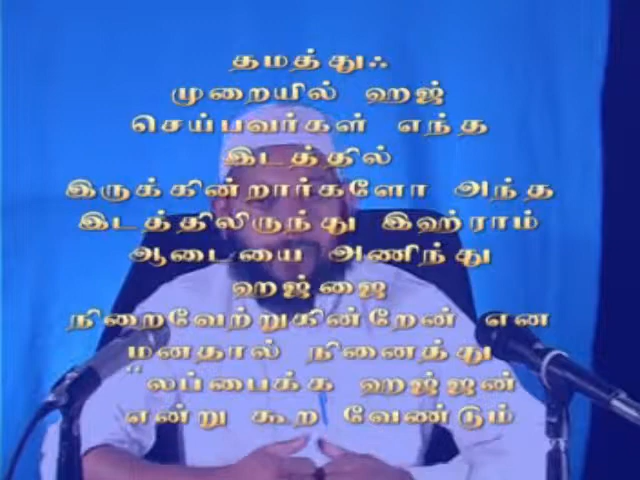 தமத்துஃ
முறையில் ஹஜ்
செய்பவர்கள் எந்த
இடத்தில்
இருக்கின்றார்களோ அந்த
இடத்திலிருந்து இஹ்ராம்
ஆடையை அணிந்து
ஹஜ்ஜை
நிறைவேற்றுகின்றேன் என
மனதால் நினைத்து
“லப்பைக்க ஹஜ்ஜன்
என்று கூற வேண்டும்